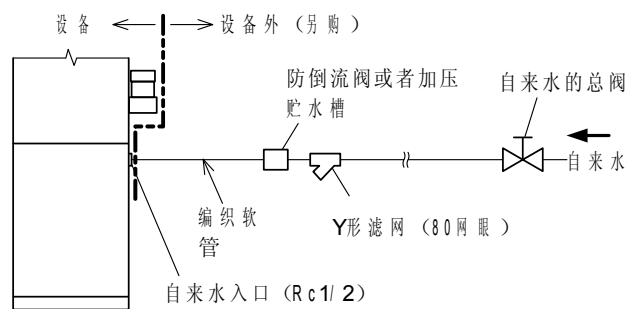 设备
设备外（另购）
防倒流阀或者加压
贮水槽
自来水的总阀
自来水
编织软
管
Y形滤网（80网眼）
自来水入口（Rc1/2）